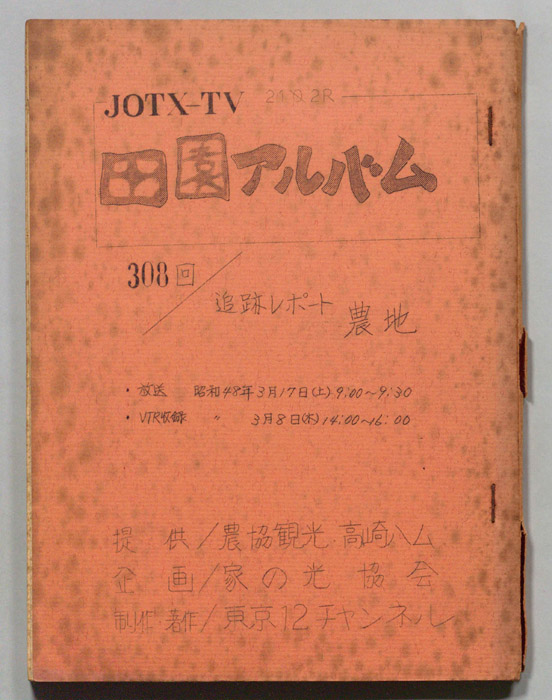 JOTX-TV
田園アルバム
308回
追跡レポート 農地
・放送 昭和48年3月17日(土)9:00~9:30
・VTR収録 〃 3月8日(木)14:00~16:00
提供/農協観光・高崎ハム
企画/家の光協会
制作著作/東京12チャンネル